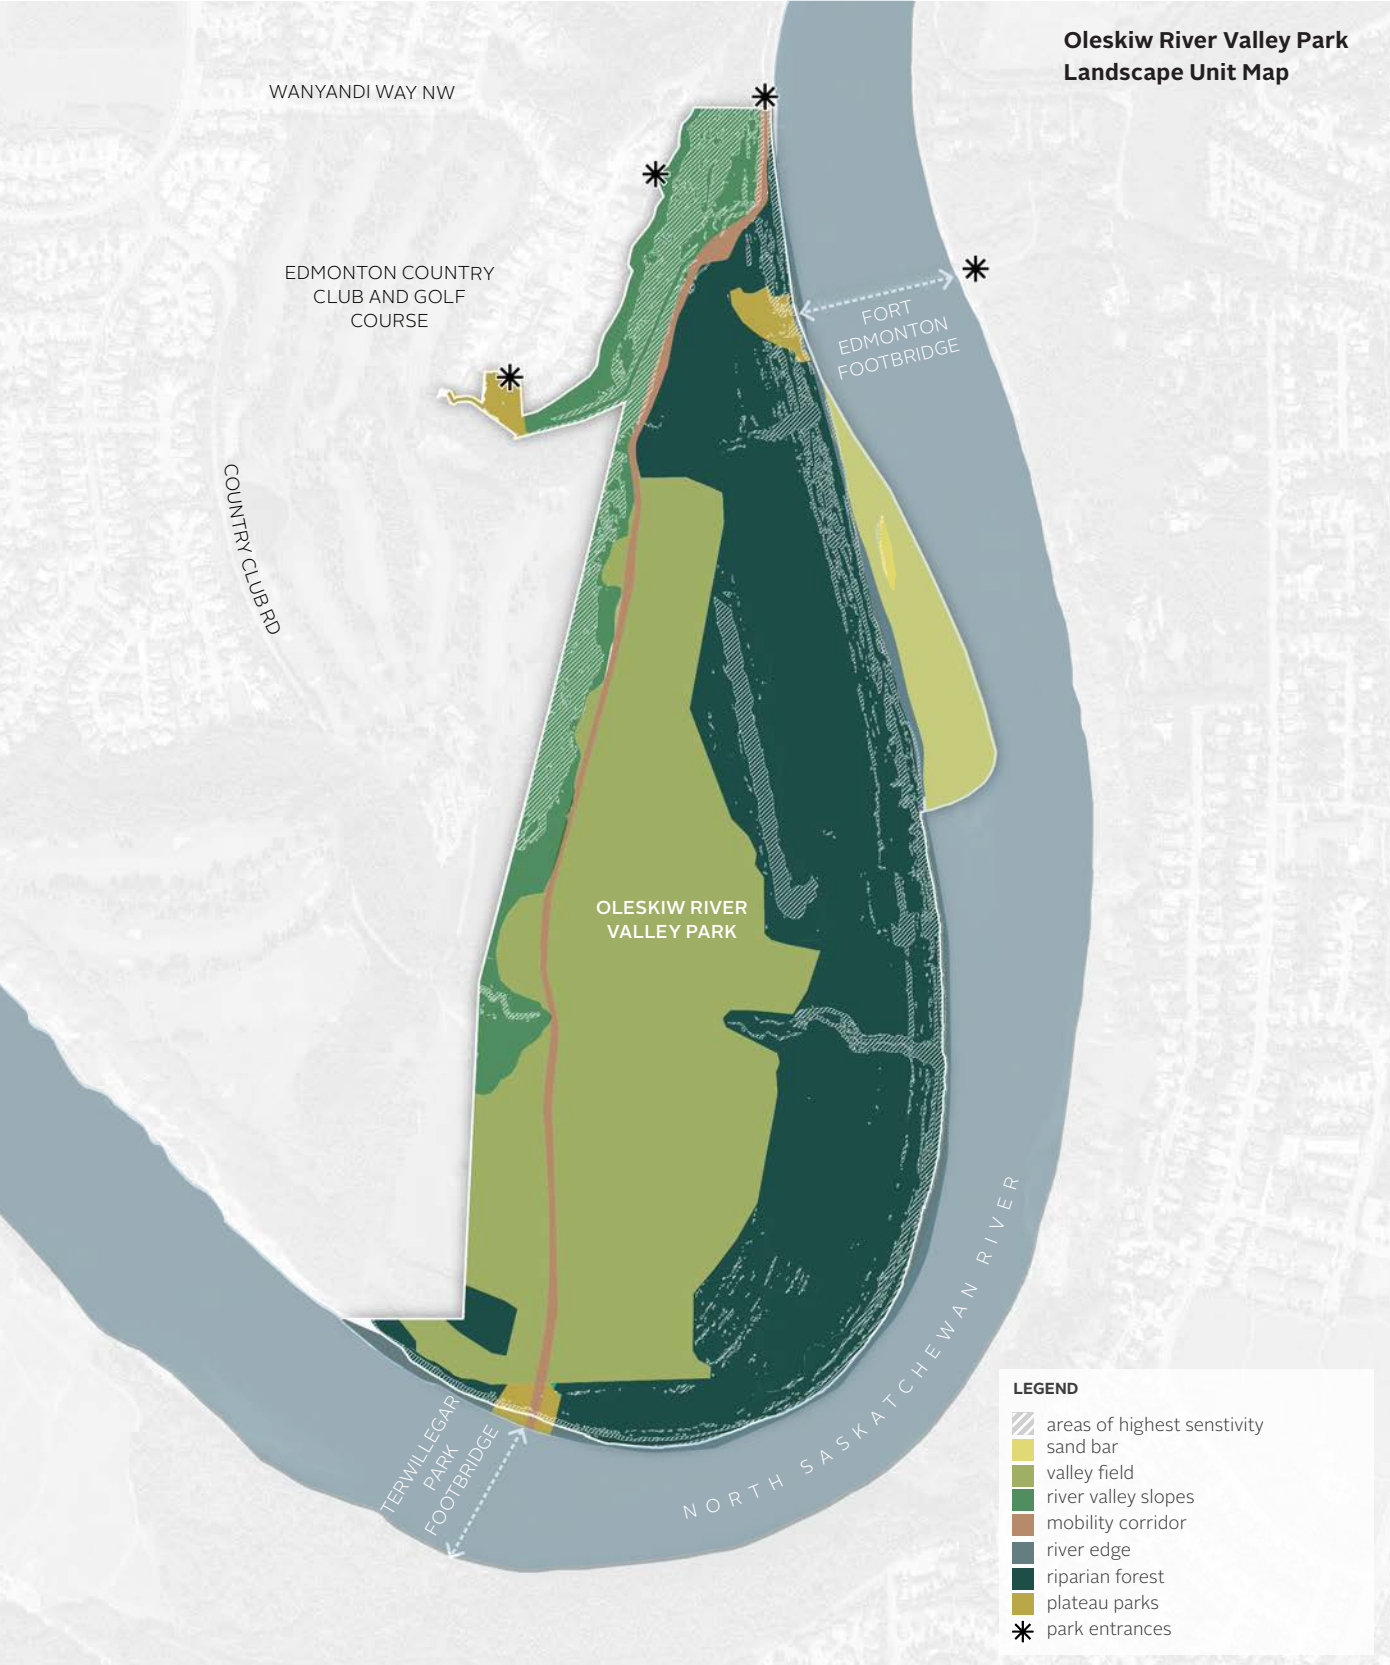 Oleskiw River Valley Park
Landscape Unit Map
WANYANDI WAY NW
EDMONTON COUNTRY
CLUB AND GOLF
COURSE
FORT
EDMONTON
FOOTBRIDGE
COUNTRY CLUB RD
OLESKIW RIVER
VALLEY PARK
NORTH SASKATCHEWAN RIVER
TERWILLEGAR
PARK
FOOTBRIDGE
LEGEND
areas of highest senstivity
sand bar
valley field
river valley slopes
mobility corridor
river edge
riparian forest
plateau parks
park entrances